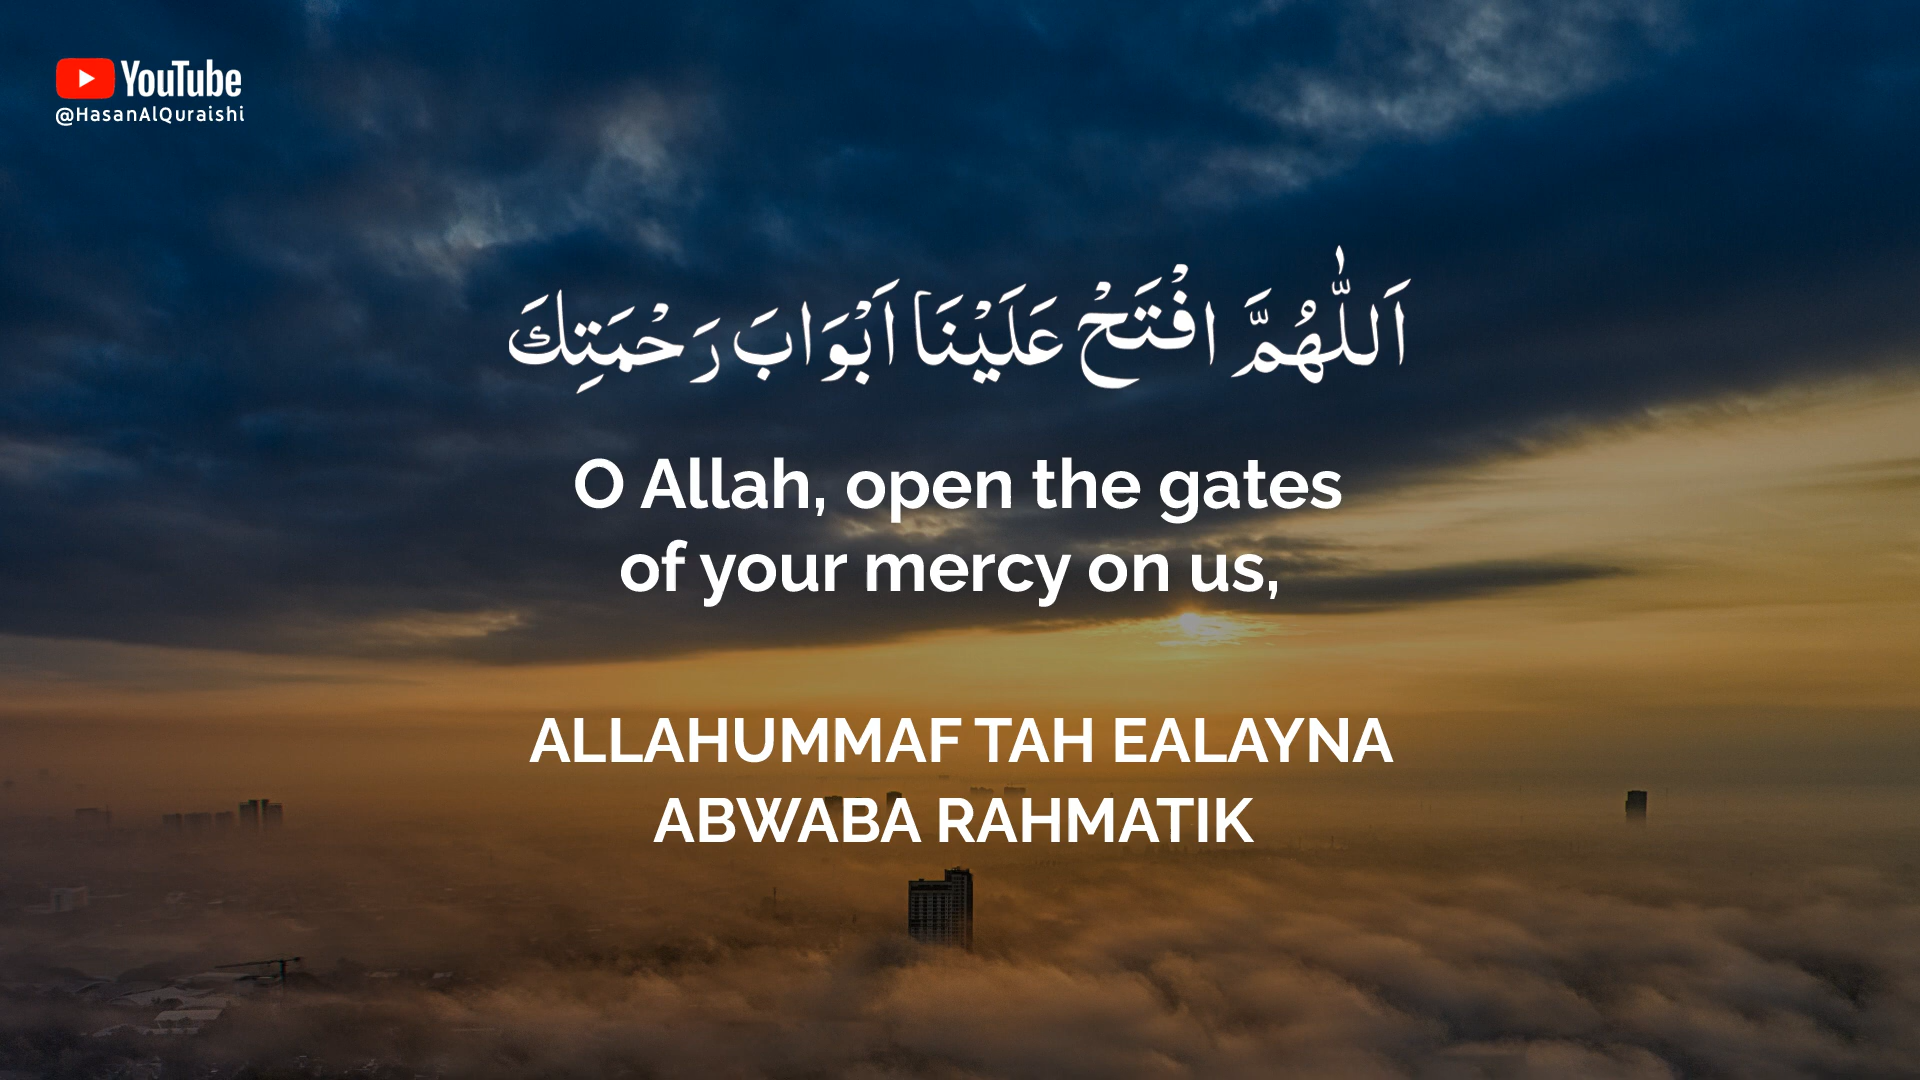 YouTube
@HasanAlQuraishi
اَللّٰهُمَّ افْتَحْ عَلَيْنَا اَبْوَابَ رَحْمَتِكَ
O Allah, open the gates
of your mercy on us,
ALLAHUMMAF TAH EALAYNA
ABWABA RAHMATIK